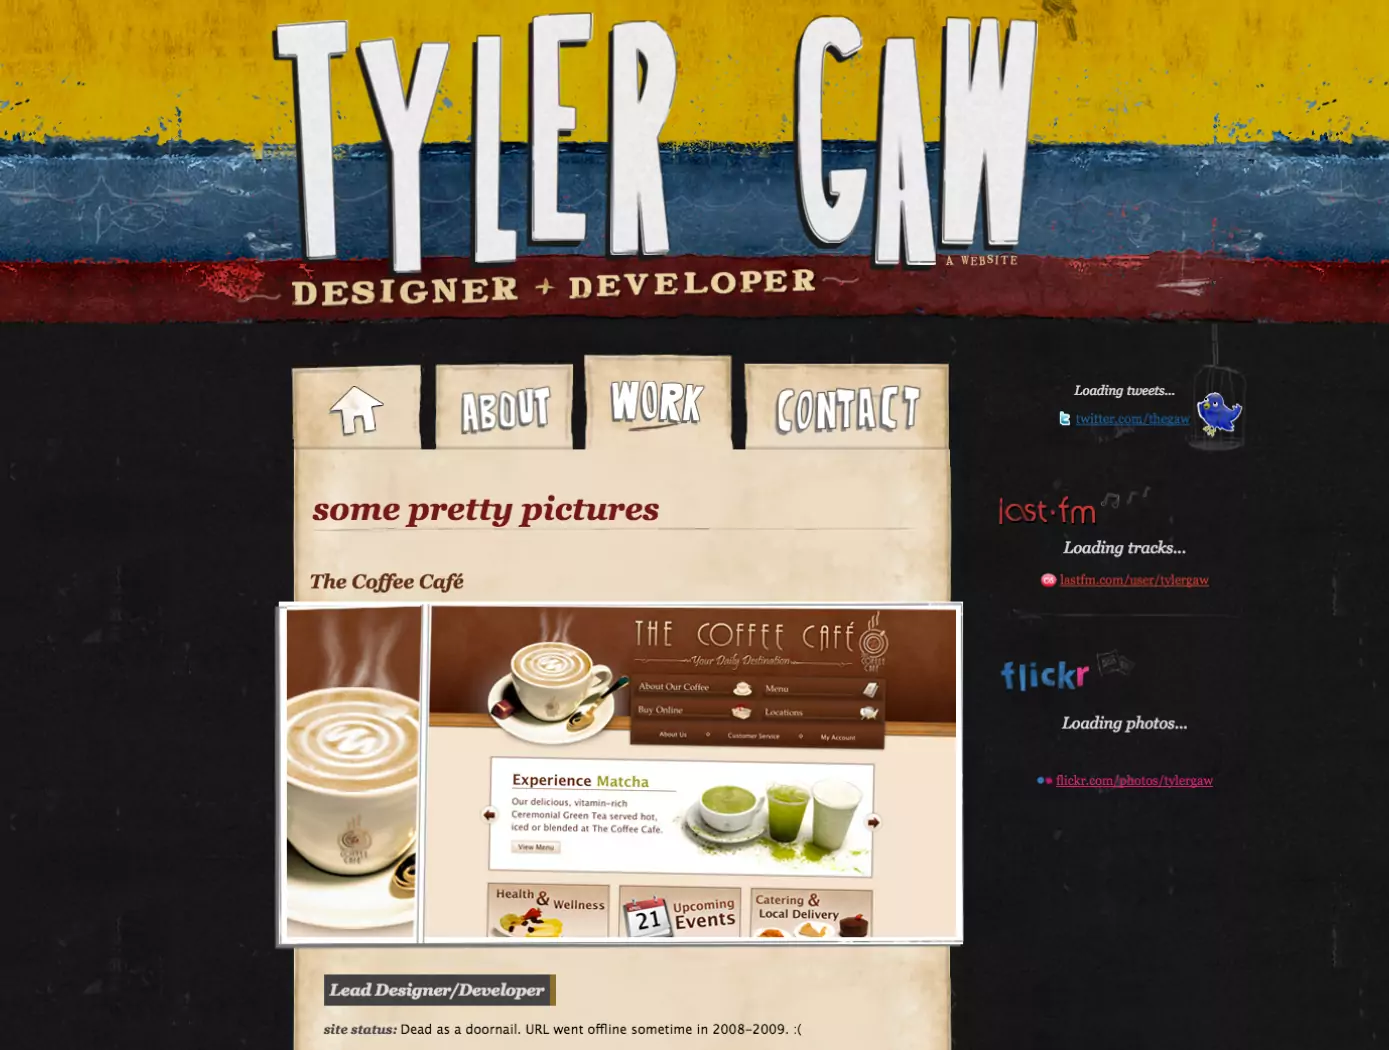 TYLER GAW
A WEBSITE
DESIGNER + DEVELOPER
ABOUT
WORK
CONTACT
Loading tweets...
twitter.com/thegaw
some pretty pictures
last.fm
Loading tracks...
lastfm.com/user/tylergaw
The Coffee Café
THE COFFEE CAFÉ
Your Daily Destination
COFFEE CAFÉ
About Our Coffee
Menu
Buy Online
Locations
About Us
Customer Service
My Account
flickr
Loading photos...
flickr.com/photos/tylergaw
Experience Matcha
Our delicious, vitamin-rich
Ceremonial Green Tea served hot,
iced or blended at The Coffee Cafe.
View Menu
COFFEE
CAFÉ
Health & Wellness
21
Upcoming Events
Catering &
Local Delivery
Lead Designer/Developer
site status: Dead as a doornail. URL went offline sometime in 2008-2009. :(